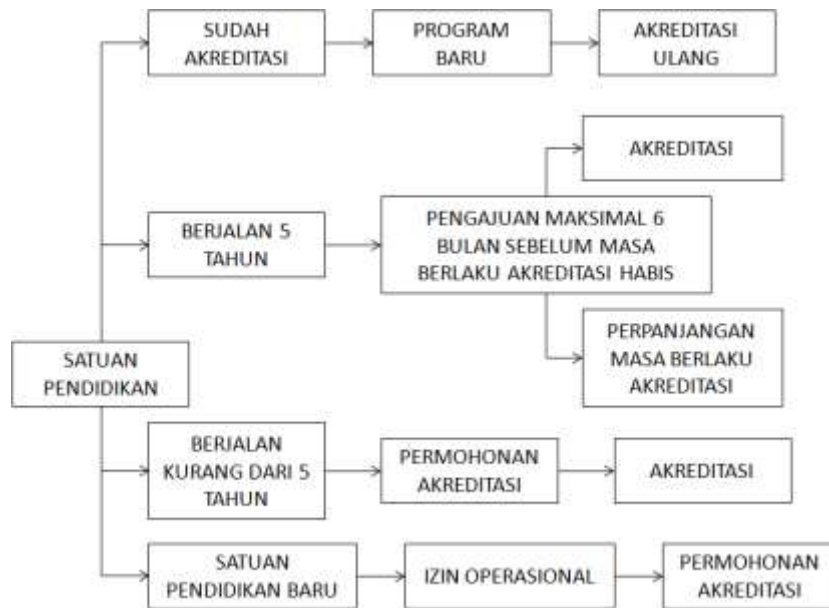 SUDAH
AKREDITASI
PROGRAM
BARU
AKREDITASI
ULANG
AKREDITASI
BERJALAN 5
TAHUN
PENGAJUAN MAKSIMAL 6
BULAN SEBELUM MASA
BERLAKU AKREDITASI HABIS
PERPANJANGAN
MASA BERLAKU
AKREDITASI
SATUAN
PENDIDIKAN
BERJALAN
KURANG DARI 5
TAHUN
PERMOHONAN
AKREDITASI
AKREDITASI
SATUAN
PENDIDIKAN BARU
IZIN OPERASIONAL
PERMOHONAN
AKREDITASI